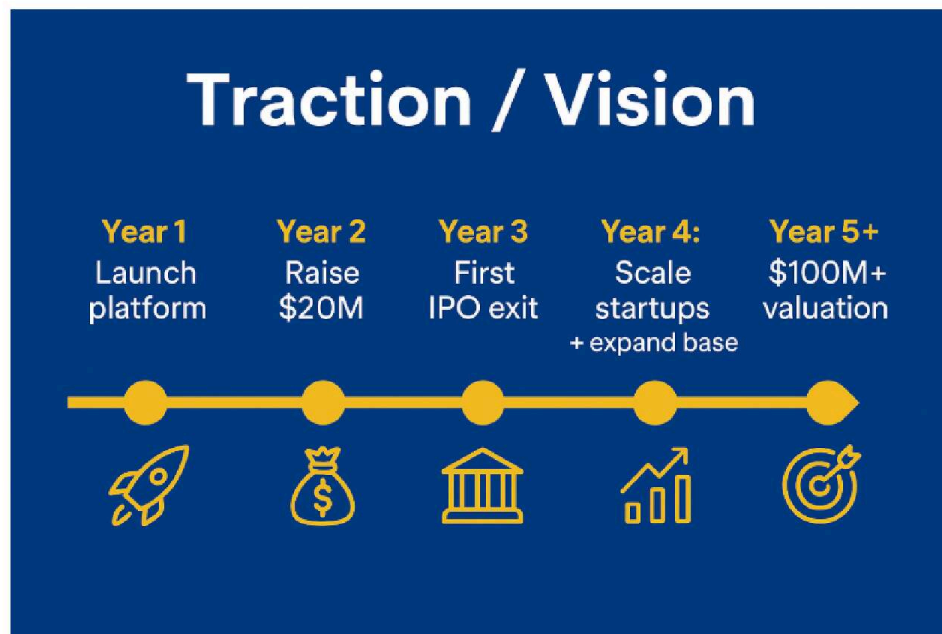 Traction / Vision
Year 1
Launch
platform
Year 2
Raise
$20M
Year 3
First
IPO exit
Year 4:
Scale
startups
+ expand base
Year 5+
$100M+
valuation
$